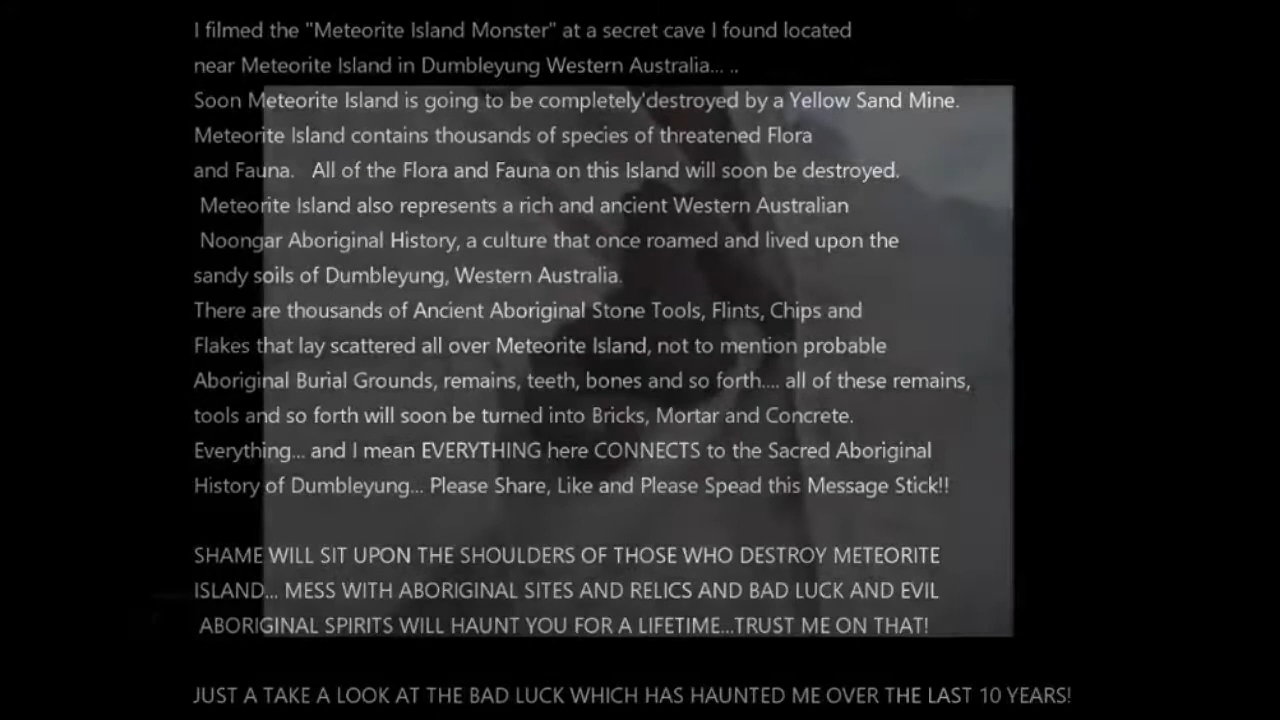 I filmed the "Meteorite Island Monster" at a secret cave I found located
near Meteorite Island in Dumbleyung Western Australia... ..
Soon Meteorite Island is going to be completely'destroyed by a Yellow Sand Mine.
Meteorite Island contains thousands of species of threatened Flora
and Fauna.   All of the Flora and Fauna on this Island will soon be destroyed.
Meteorite Island also represents a rich and ancient Western Australian
Noongar Aboriginal History, a culture that once roamed and lived upon the
sandy soils of Dumbleyung, Western Australia.
There are thousands of Ancient Aboriginal Stone Tools, Flints, Chips and
Flakes that lay scattered all over Meteorite Island, not to mention probable
Aboriginal Burial Grounds, remains, teeth, bones and so forth.... all of these remains,
tools and so forth will soon be turned into Bricks, Mortar and Concrete.
Everything... and I mean EVERYTHING here CONNECTS to the Sacred Aboriginal
History of Dumbleyung... Please Share, Like and Please Spead this Message Stick!!
SHAME WILL SIT UPON THE SHOULDERS OF THOSE WHO DESTROY METEORITE
ISLAND... MESS WITH ABORIGINAL SITES AND RELICS AND BAD LUCK AND EVIL
ABORIGINAL SPIRITS WILL HAUNT YOU FOR A LIFETIME...TRUST ME ON THAT!
JUST A TAKE A LOOK AT THE BAD LUCK WHICH HAS HAUNTED ME OVER THE LAST 10 YEARS!